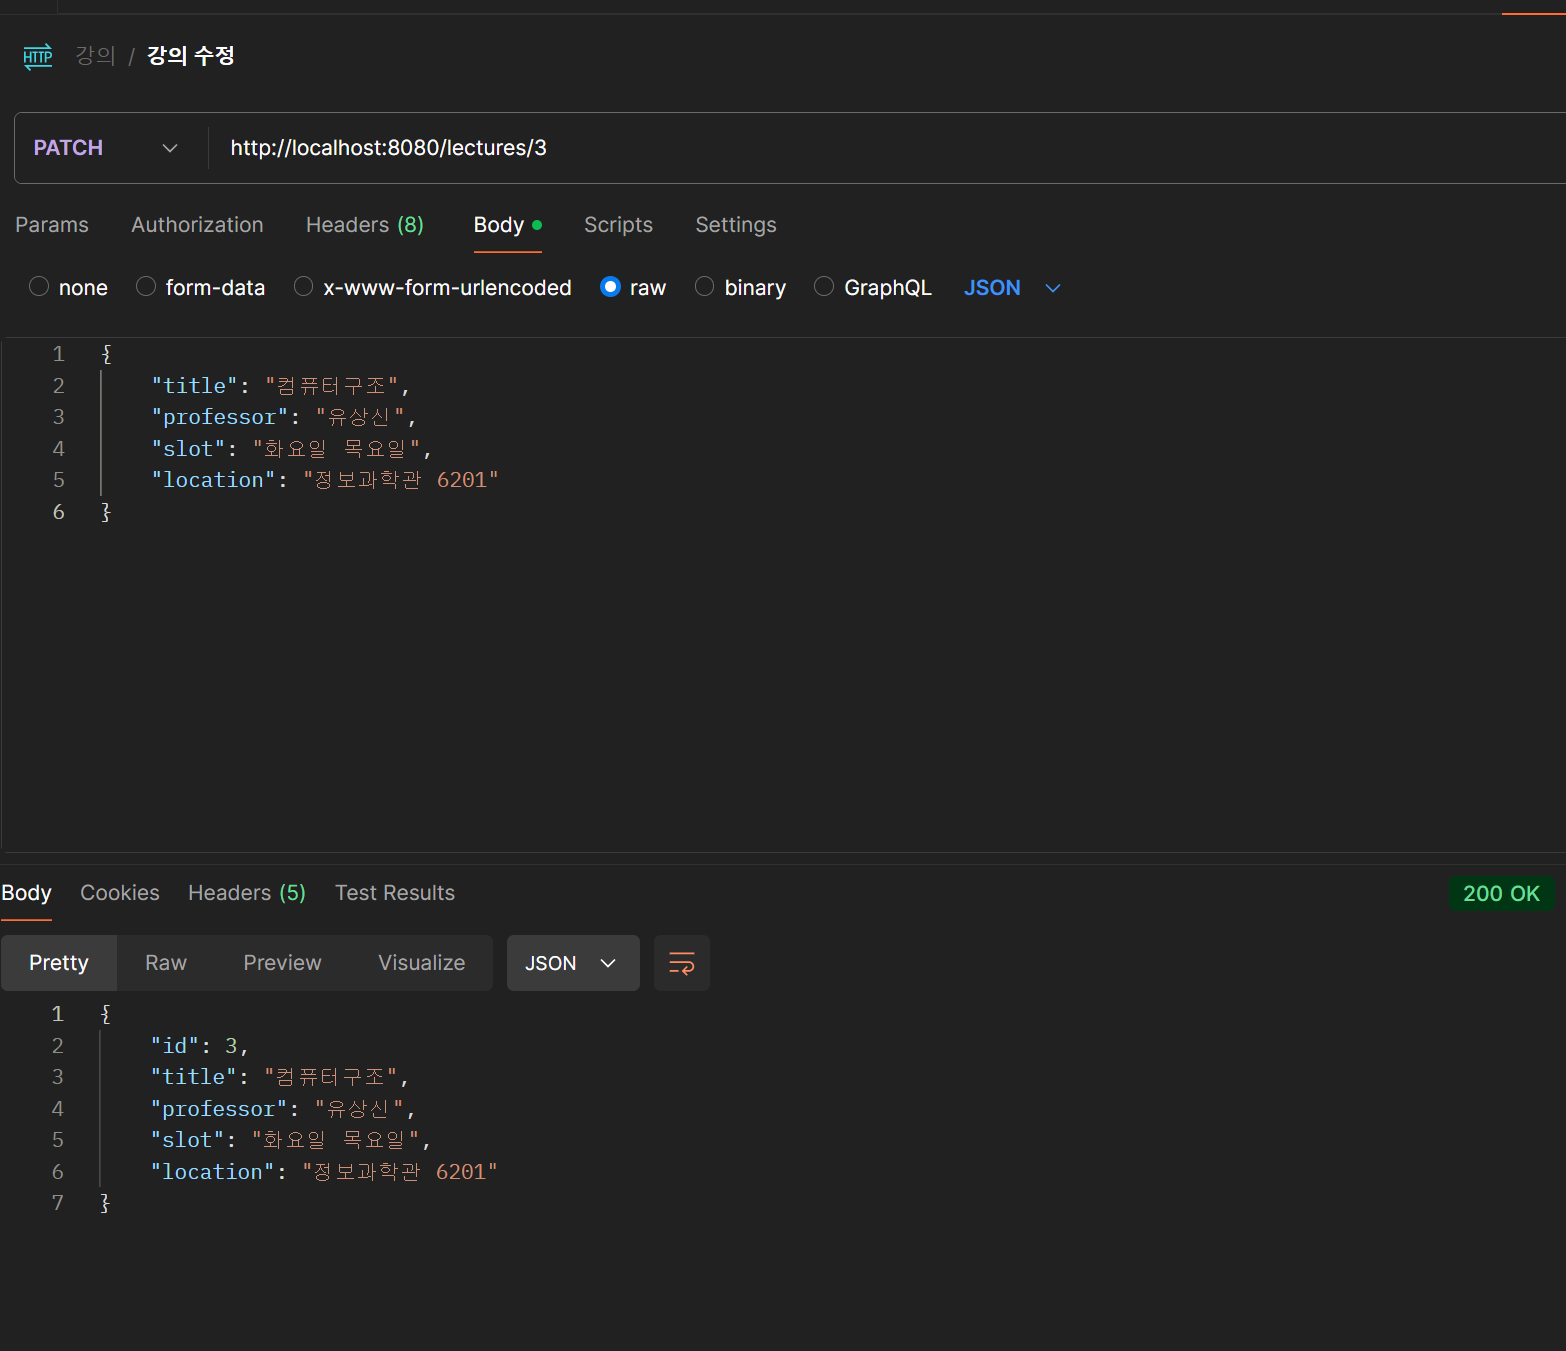 HTTP 강의 / 강의 수정
PATCH http://localhost:8080/lectures/3
Params Authorization Headers (8) Body Scripts Settings
none form-data x-www-form-urlencoded raw binary GraphQL JSON
1 {
2 "title": "컴퓨터구조",
3 "professor": "유상신",
4 "slot": "화요일 목요일",
5 "location": "정보과학관 6201"
6 }
Body Cookies Headers (5) Test Results 200 OK
Pretty Raw Preview Visualize JSON
1 {
2 "id": 3,
3 "title": "컴퓨터구조",
4 "professor": "유상신",
5 "slot": "화요일 목요일",
6 "location": "정보과학관 6201"
7 }